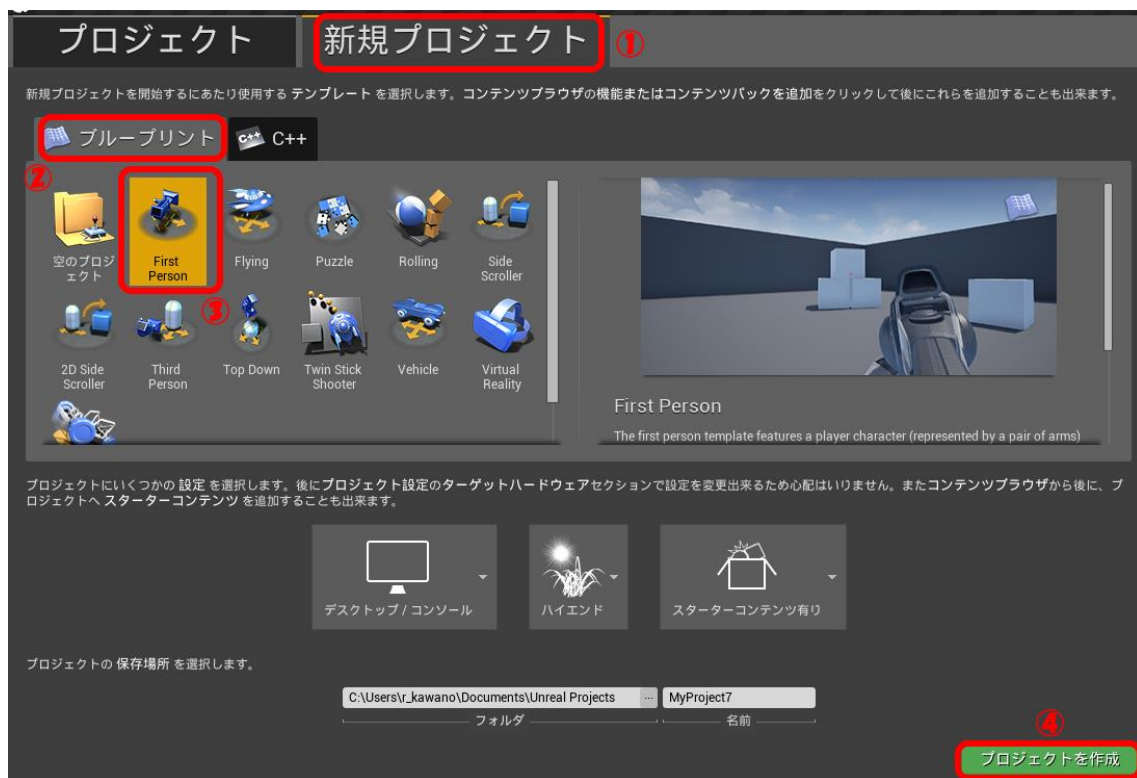 プロジェクト
新規プロジェクト
①
新規プロジェクトを開始するにあたり使用する テンプレート を選択します。コンテンツブラウザの機能またはコンテンツパックを追加をクリックして後にこれらを追加することも出来ます。
ブループリント
C++
C++
②
空のプロジ
ェクト
First
Person
Flying
Puzzle
Rolling
Side
Scroller
③
2D Side
Scroller
Third
Person
Top Down
Twin Stick
Shooter
Vehicle
Virtual
Reality
First Person
The first person template features a player character (represented by a pair of arms)
プロジェクトにいくつかの 設定 を選択します。後にプロジェクト設定のターゲットハードウェアセクションで設定を変更出来るため心配はいりません。またコンテンツブラウザから後に、プ
ロジェクトへ スターターコンテンツ を追加することも出来ます。
デスクトップ / コンソール
ハイエンド
スターターコンテンツ有り
プロジェクトの 保存場所 を選択します。
C:\Users\r_kawano\Documents\Unreal Projects
...
MyProject7
フォルダ
名前
④
プロジェクトを作成